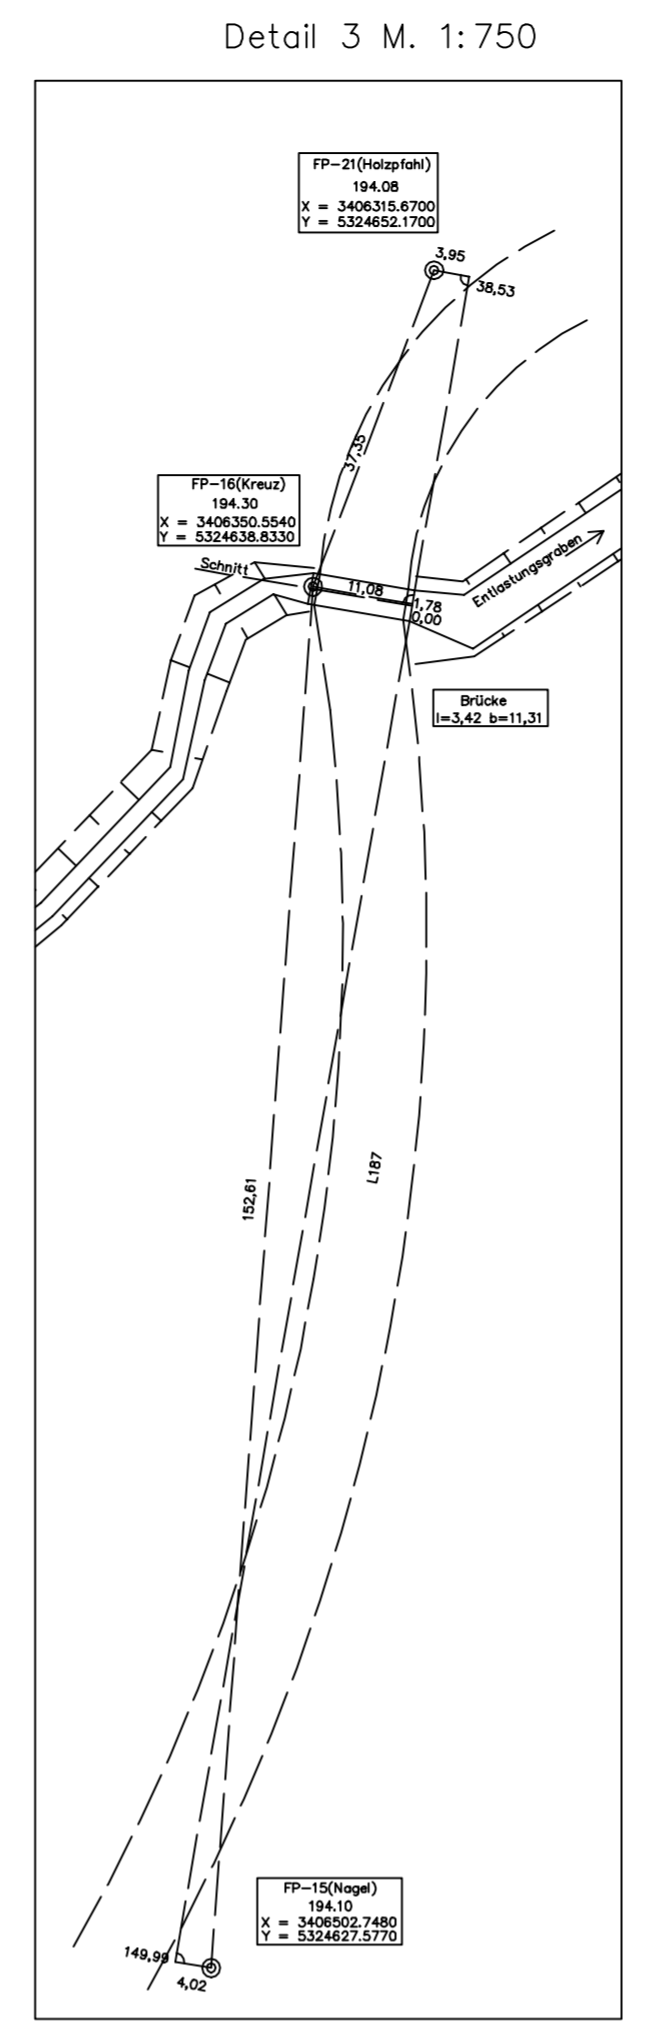 Detail 3 M. 1:750
FP-21(Holzpfahl)
194.08
X = 3406315.6700
Y = 5324652.1700
3,95
38,53
37,35
FP-16(Kreuz)
194.30
X = 3406350.5540
Y = 5324638.8330
Schnitt
11,08
1,78
0,00
Entlastungsgraben
Brücke
l=3,42 b=11,31
152,61
L187
FP-15(Nagel)
194.10
X = 3406502.7480
Y = 5324627.5770
149,99
4,02